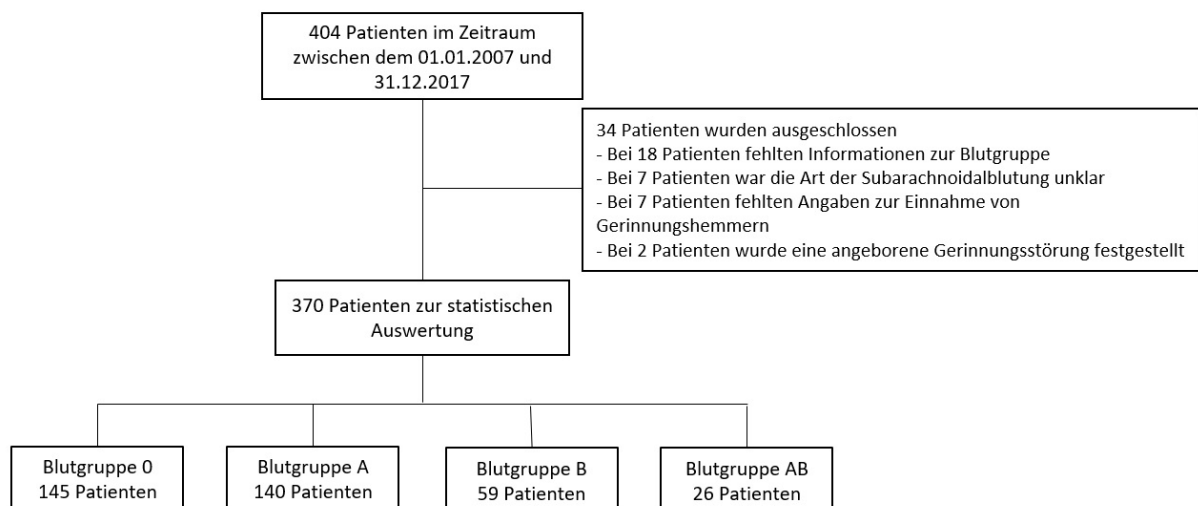 404 Patienten im Zeitraum
zwischen dem 01.01.2007 und
31.12.2017
34 Patienten wurden ausgeschlossen
- Bei 18 Patienten fehlten Informationen zur Blutgruppe
- Bei 7 Patienten war die Art der Subarachnoidalblutung unklar
- Bei 7 Patienten fehlten Angaben zur Einnahme von
Gerinnungshemmern
- Bei 2 Patienten wurde eine angeborene Gerinnungsstörung festgestellt
370 Patienten zur statistischen
Auswertung
Blutgruppe 0
145 Patienten
Blutgruppe A
140 Patienten
Blutgruppe B
59 Patienten
Blutgruppe AB
26 Patienten